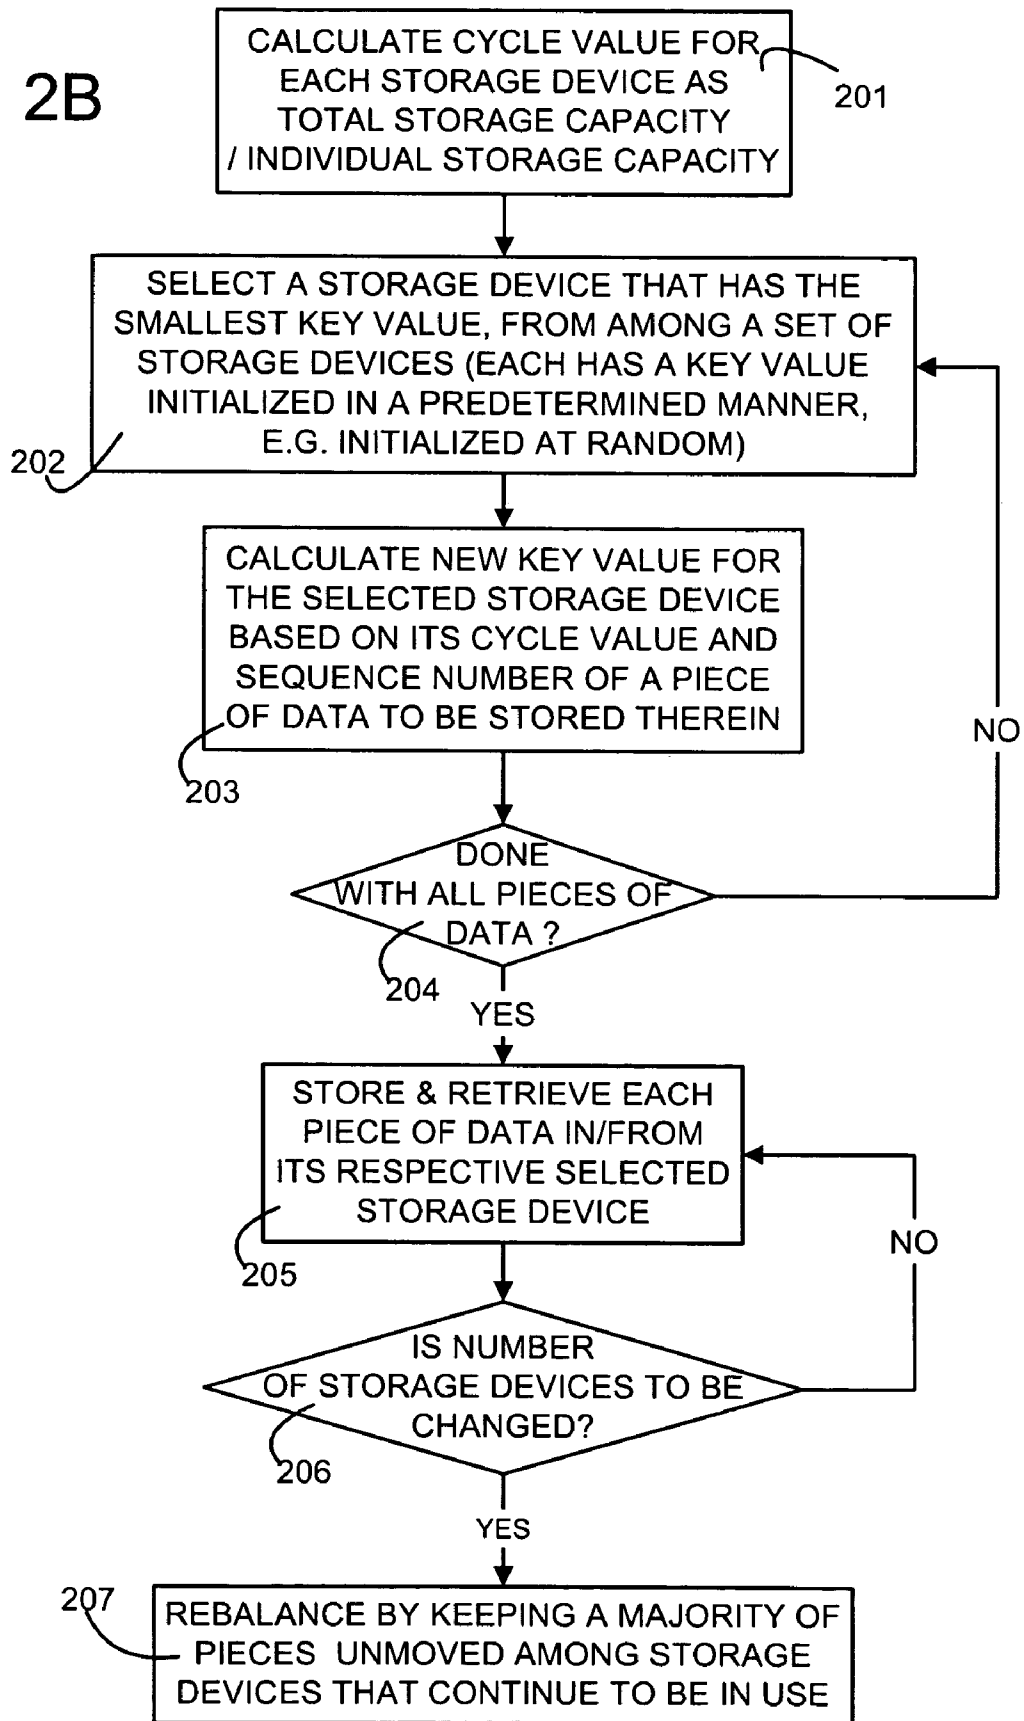 2B
CALCULATE CYCLE VALUE FOR
EACH STORAGE DEVICE AS
TOTAL STORAGE CAPACITY
/ INDIVIDUAL STORAGE CAPACITY
201
SELECT A STORAGE DEVICE THAT HAS THE
SMALLEST KEY VALUE, FROM AMONG A SET OF
STORAGE DEVICES (EACH HAS A KEY VALUE
INITIALIZED IN A PREDETERMINED MANNER,
E.G. INITIALIZED AT RANDOM)
202
CALCULATE NEW KEY VALUE FOR
THE SELECTED STORAGE DEVICE
BASED ON ITS CYCLE VALUE AND
SEQUENCE NUMBER OF A PIECE
OF DATA TO BE STORED THEREIN
203
NO
DONE
WITH ALL PIECES OF
DATA ?
204
YES
STORE & RETRIEVE EACH
PIECE OF DATA IN/FROM
ITS RESPECTIVE SELECTED
STORAGE DEVICE
205
NO
IS NUMBER
OF STORAGE DEVICES TO BE
CHANGED?
206
YES
207
REBALANCE BY KEEPING A MAJORITY OF
PIECES UNMOVED AMONG STORAGE
DEVICES THAT CONTINUE TO BE IN USE